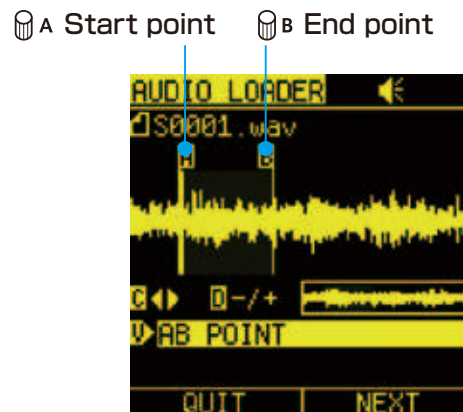 A Start point B End point
AUDIO LOADER
S0001.wav
A B
C D-/+
V AB POINT
QUIT NEXT